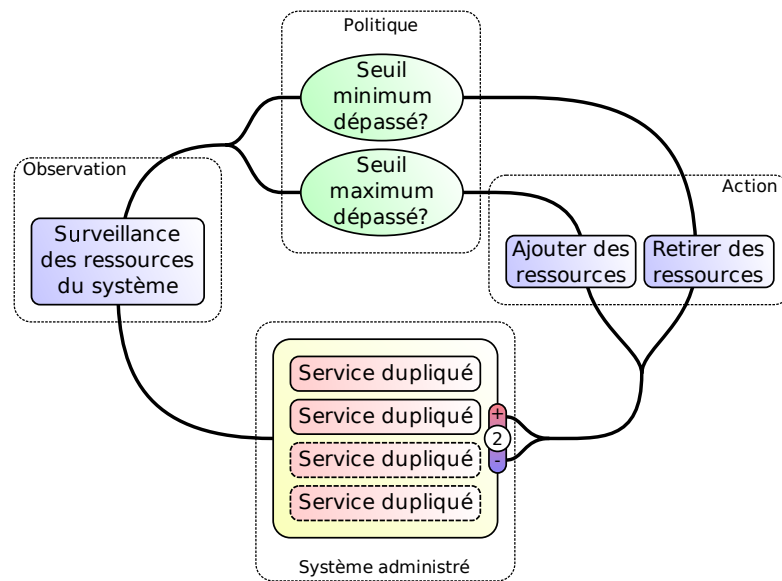 Politique
Seuil
minimum
dépassé?
Seuil
maximum
dépassé?
Observation
Surveillance
des ressources
du système
Action
Ajouter des
ressources
Retirer des
ressources
Service dupliqué
Service dupliqué
Service dupliqué
Service dupliqué
+
2
-
Système administré